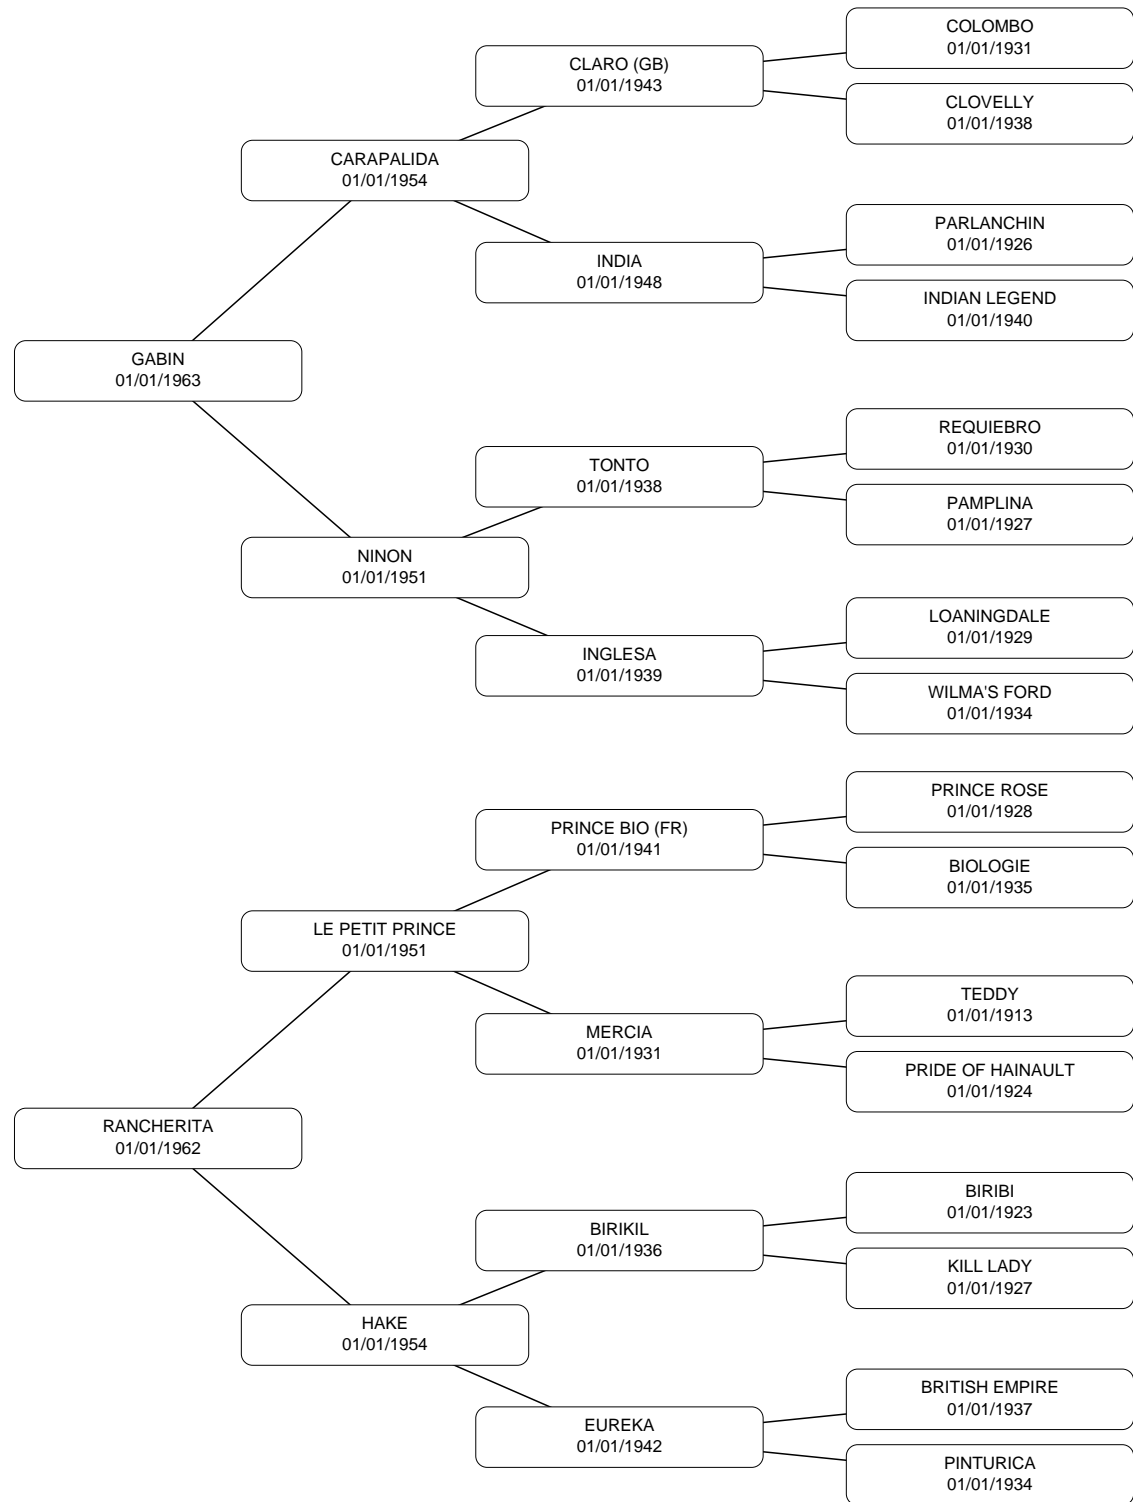 COLOMBO
01/01/1931
CLARO (GB)
01/01/1943
CLOVELLY
01/01/1938
CARAPALIDA
01/01/1954
PARLANCHIN
01/01/1926
INDIA
01/01/1948
INDIAN LEGEND
01/01/1940
GABIN
01/01/1963
REQUIEBRO
01/01/1930
TONTO
01/01/1938
PAMPLINA
01/01/1927
NINON
01/01/1951
LOANINGDALE
01/01/1929
INGLESA
01/01/1939
WILMA'S FORD
01/01/1934
PRINCE ROSE
01/01/1928
PRINCE BIO (FR)
01/01/1941
BIOLOGIE
01/01/1935
LE PETIT PRINCE
01/01/1951
TEDDY
01/01/1913
MERCIA
01/01/1931
PRIDE OF HAINAULT
01/01/1924
RANCHERITA
01/01/1962
BIRIBI
01/01/1923
BIRIKIL
01/01/1936
KILL LADY
01/01/1927
HAKE
01/01/1954
BRITISH EMPIRE
01/01/1937
EUREKA
01/01/1942
PINTURICA
01/01/1934